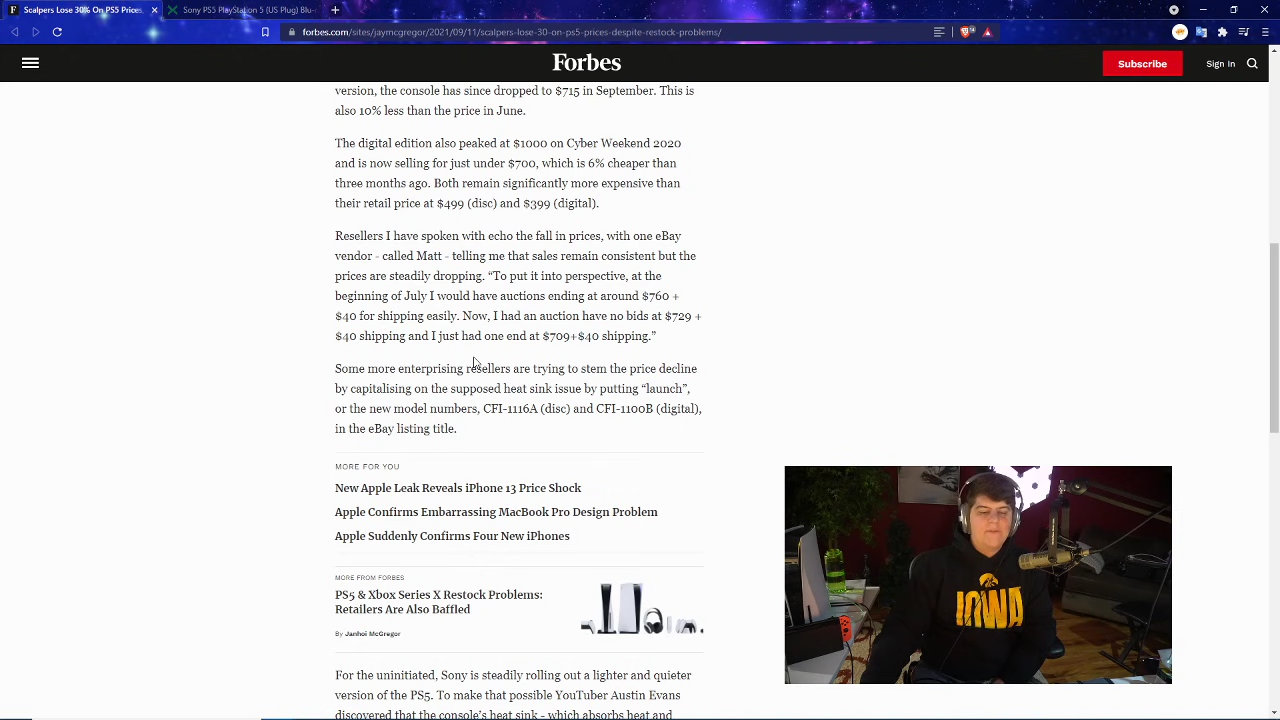 Scalpers Lose 30% On PS5 Prices
Sony PS5 PlayStation 5 (US Plug) Blu-r
forbes.com/sites/jaymcgregor/2021/09/11/scalpers-lose-30-on-ps5-prices-despite-restock-problems/
Forbes
Subscribe
Sign In
version, the console has since dropped to $715 in September. This is
also 10% less than the price in June.
The digital edition also peaked at $1000 on Cyber Weekend 2020
and is now selling for just under $700, which is 6% cheaper than
three months ago. Both remain significantly more expensive than
their retail price at $499 (disc) and $399 (digital).
Resellers I have spoken with echo the fall in prices, with one eBay
vendor - called Matt - telling me that sales remain consistent but the
prices are steadily dropping. “To put it into perspective, at the
beginning of July I would have auctions ending at around $760 +
$40 for shipping easily. Now, I had an auction have no bids at $729 +
$40 shipping and I just had one end at $709+$40 shipping.”
Some more enterprising resellers are trying to stem the price decline
by capitalising on the supposed heat sink issue by putting “launch”,
or the new model numbers, CFI-1116A (disc) and CFI-1100B (digital),
in the eBay listing title.
MORE FOR YOU
New Apple Leak Reveals iPhone 13 Price Shock
Apple Confirms Embarrassing MacBook Pro Design Problem
Apple Suddenly Confirms Four New iPhones
MORE FROM FORBES
PS5 & Xbox Series X Restock Problems:
Retailers Are Also Baffled
By Janhoi McGregor
For the uninitiated, Sony is steadily rolling out a lighter and quieter
version of the PS5. To make that possible YouTuber Austin Evans
discovered that the console's heat sink - which absorbs heat and
IOWA